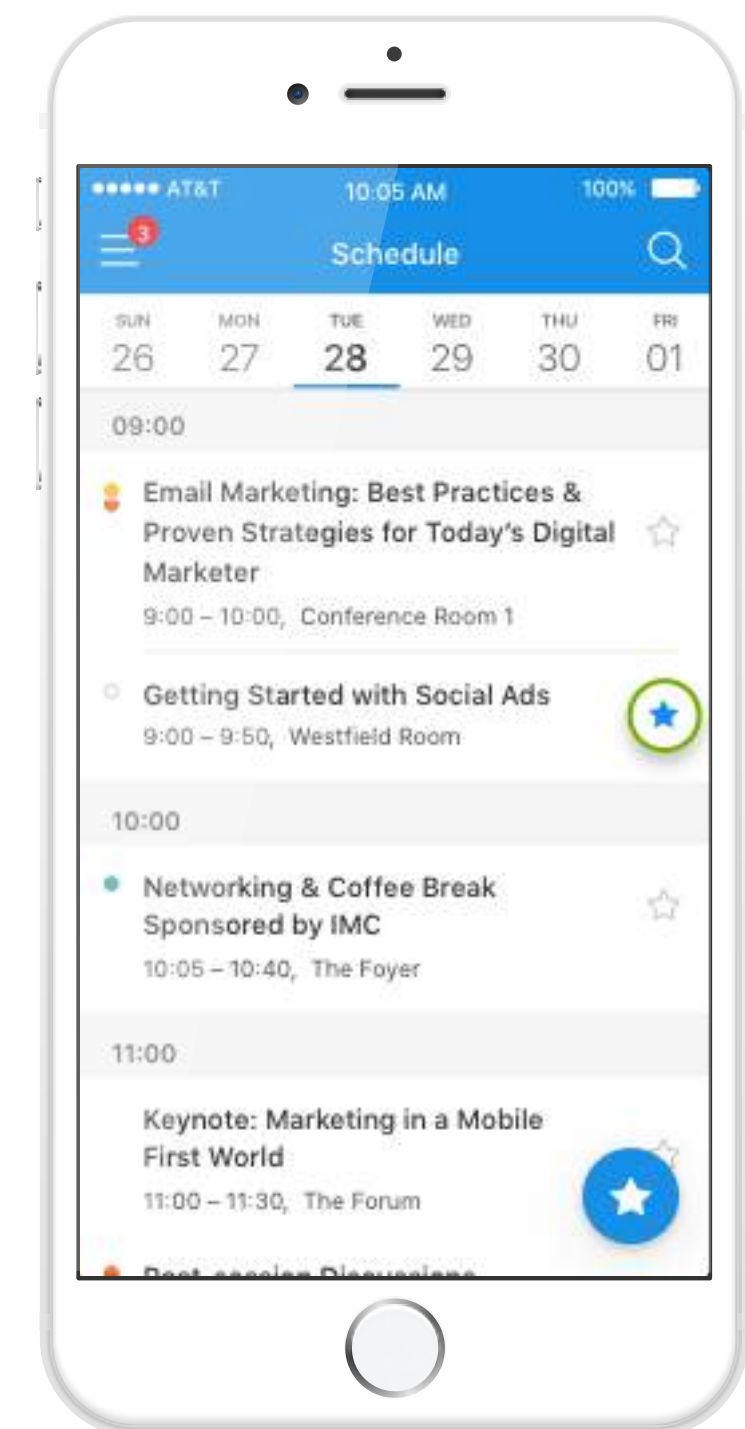 AT&T 10:05 AM 100%
3
Schedule
SUN MON TUE WED THU FRI
26 27 28 29 30 01
09:00
Email Marketing: Best Practices &
Proven Strategies for Today's Digital
Marketer
9:00 – 10:00, Conference Room 1
Getting Started with Social Ads
9:00 – 9:50, Westfield Room
10:00
Networking & Coffee Break
Sponsored by IMC
10:05 – 10:40, The Foyer
11:00
Keynote: Marketing in a Mobile
First World
11:00 – 11:30, The Forum